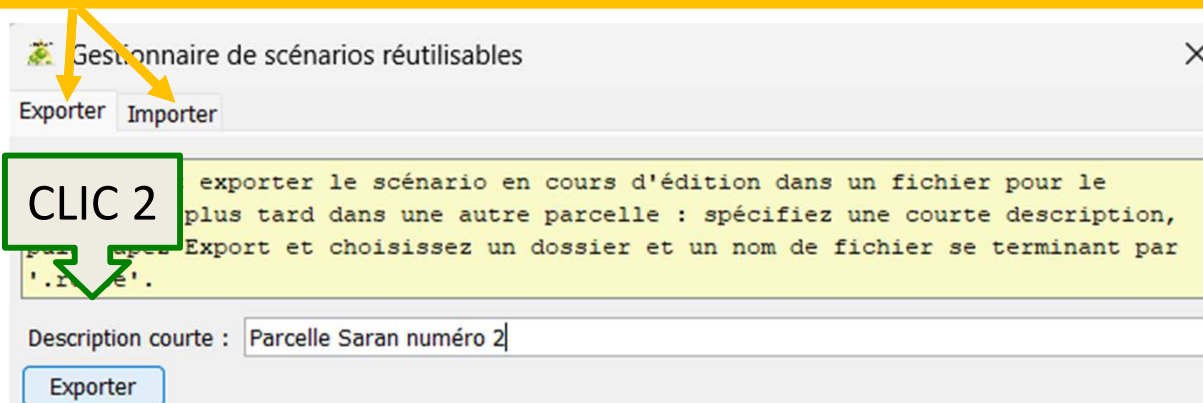 Gestionnaire de scénarios réutilisables
Exporter Importer
CLIC 2
exporter le scénario en cours d'édition dans un fichier pour le
plus tard dans une autre parcelle : spécifiez une courte description,
Export et choisissez un dossier et un nom de fichier se terminant par
Description courte : Parcelle Saran numéro 2
Exporter